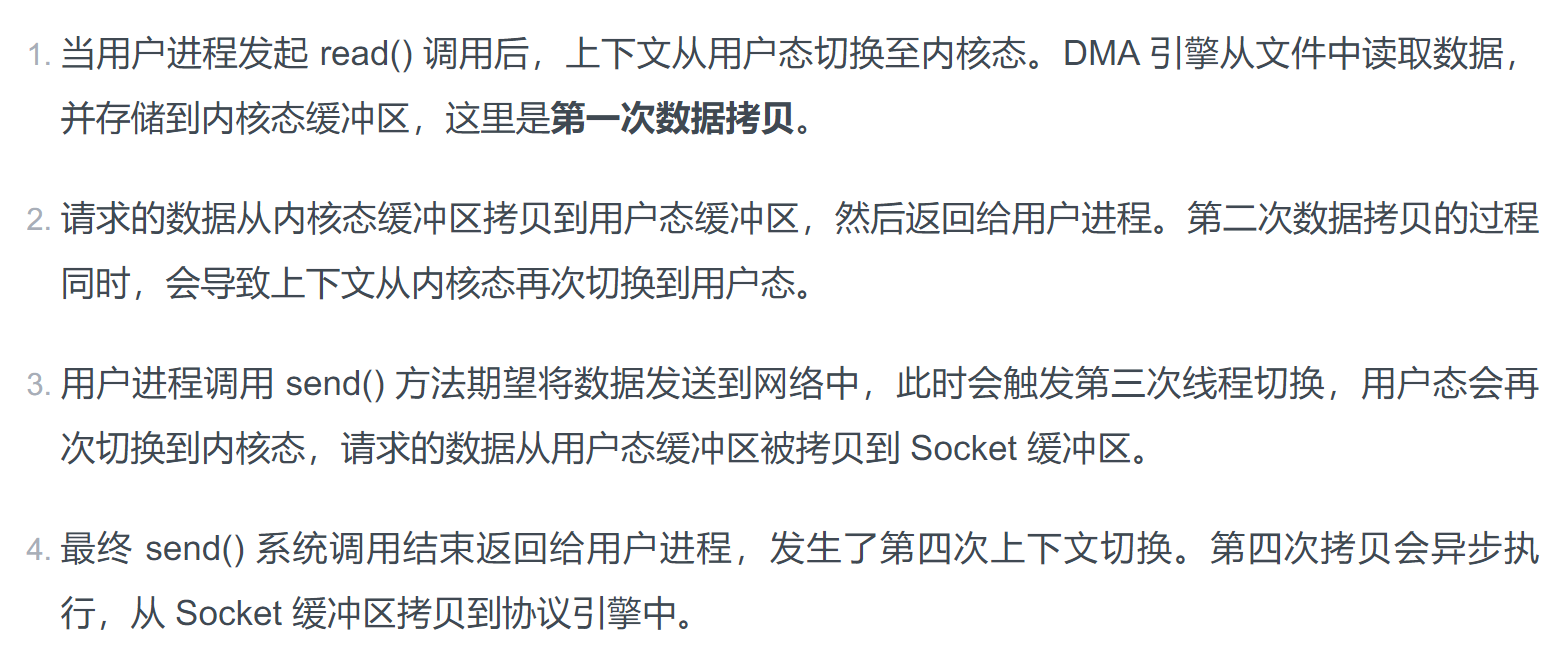 1. 当用户进程发起 read() 调用后，上下文从用户态切换至内核态。DMA 引擎从文件中读取数据，
并存储到内核态缓冲区，这里是第一次数据拷贝。
2. 请求的数据从内核态缓冲区拷贝到用户态缓冲区，然后返回给用户进程。第二次数据拷贝的过程
同时，会导致上下文从内核态再次切换到用户态。
3. 用户进程调用 send() 方法期望将数据发送到网络中，此时会触发第三次线程切换，用户态会再
次切换到内核态，请求的数据从用户态缓冲区被拷贝到 Socket 缓冲区。
4. 最终 send() 系统调用结束返回给用户进程，发生了第四次上下文切换。第四次拷贝会异步执
行，从 Socket 缓冲区拷贝到协议引擎中。